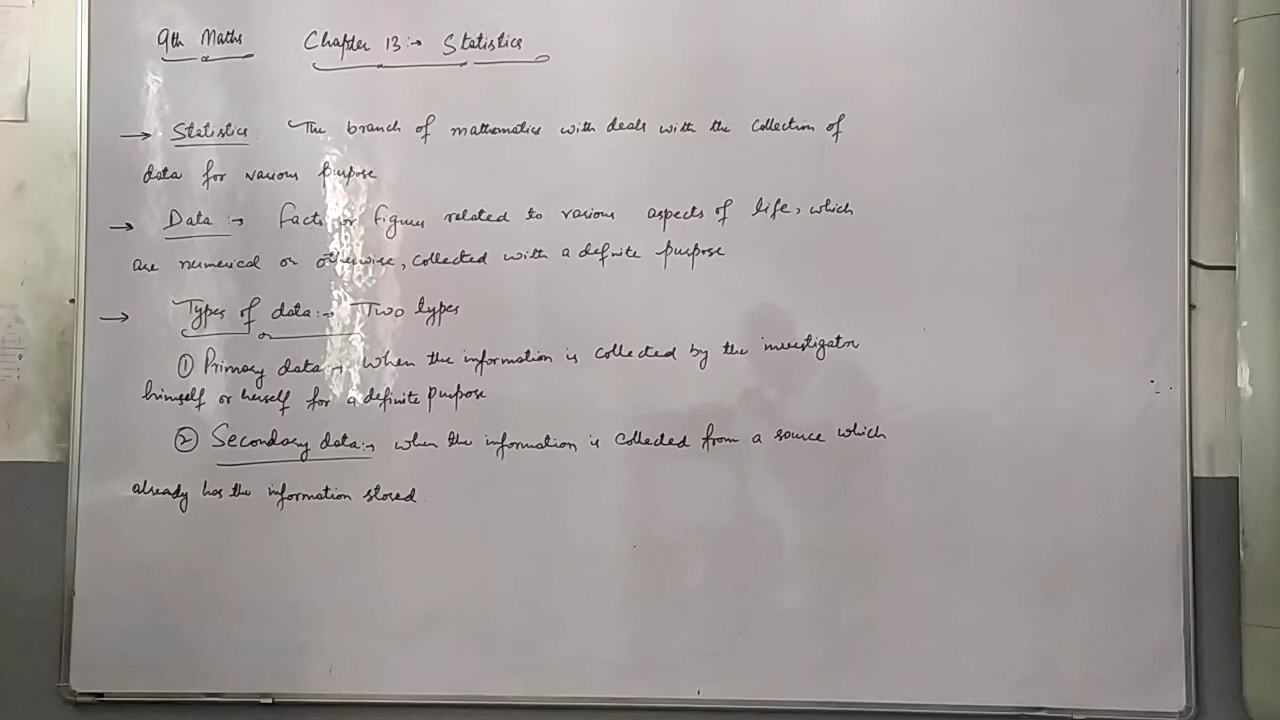 9th Maths Chapter 13:→ Statistics
→ Statistics: The branch of mathematics with deals with the collection of
data for various purpose
→ Data :→ facts or figures related to various aspects of life, which
are numerical or otherwise, collected with a definite purpose
→ Types of data:→ Two types
① Primary data:→ when the information is collected by the investigator
himself or herself for a definite purpose
② Secondary data:→ when the information is collected from a source which
already has the information stored